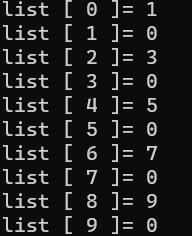 list [ 0 ]= 1
list [ 1 ]= 0
list [ 2 ]= 3
list [ 3 ]= 0
list [ 4 ]= 5
list [ 5 ]= 0
list [ 6 ]= 7
list [ 7 ]= 0
list [ 8 ]= 9
list [ 9 ]= 0